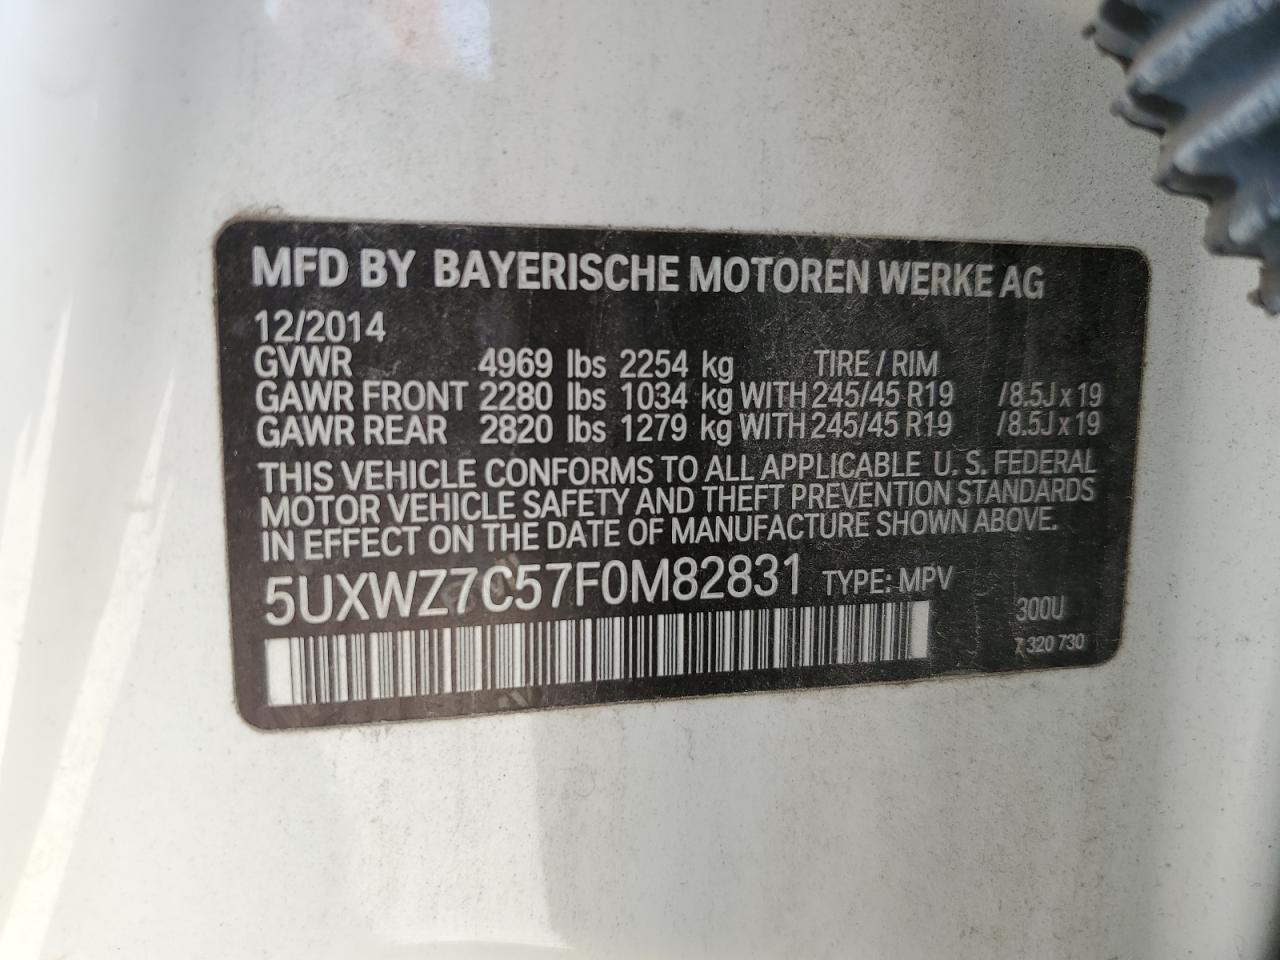 MFD BY BAYERISCHE MOTOREN WERKE AG
12/2014
GVWR 4969 lbs 2254 kg TIRE / RIM
GAWR FRONT 2280 lbs 1034 kg WITH 245/45 R19 /8.5J x 19
GAWR REAR 2820 lbs 1279 kg WITH 245/45 R19 /8.5J x 19
THIS VEHICLE CONFORMS TO ALL APPLICABLE U. S. FEDERAL
MOTOR VEHICLE SAFETY AND THEFT PREVENTION STANDARDS
IN EFFECT ON THE DATE OF MANUFACTURE SHOWN ABOVE.
5UXWZ7C57F0M82831 TYPE: MPV
300U
7 320 730